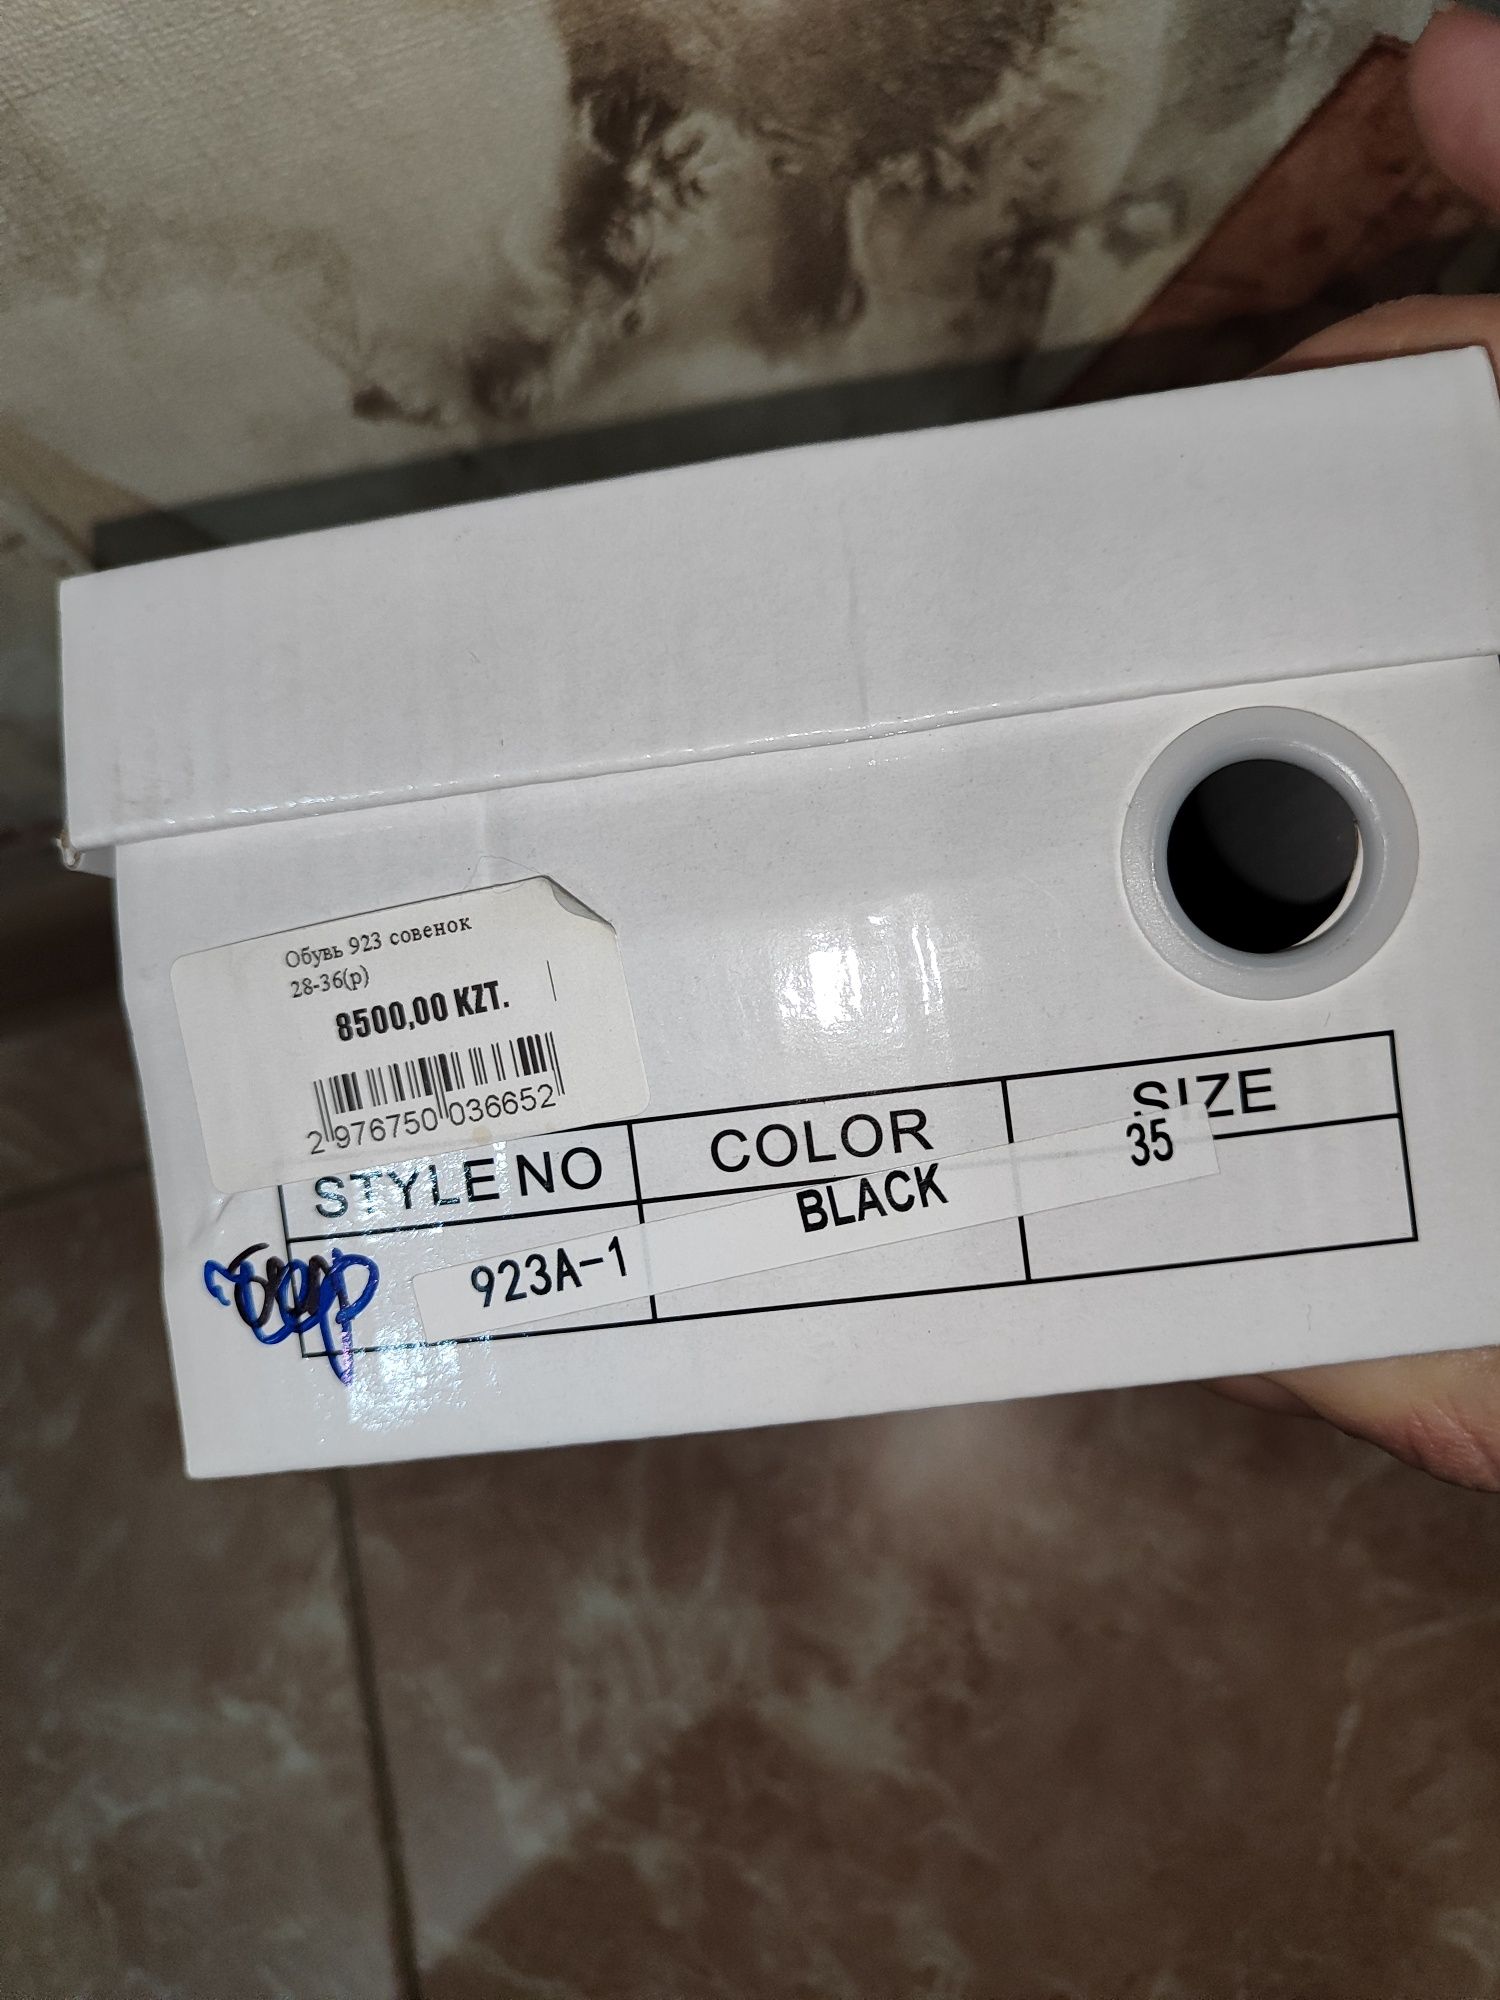 Обувь 923 совенок
28-36(р)
8500,00 KZT.
2 976750 036652
STYLE NO COLOR SIZE
923A-1 BLACK 35